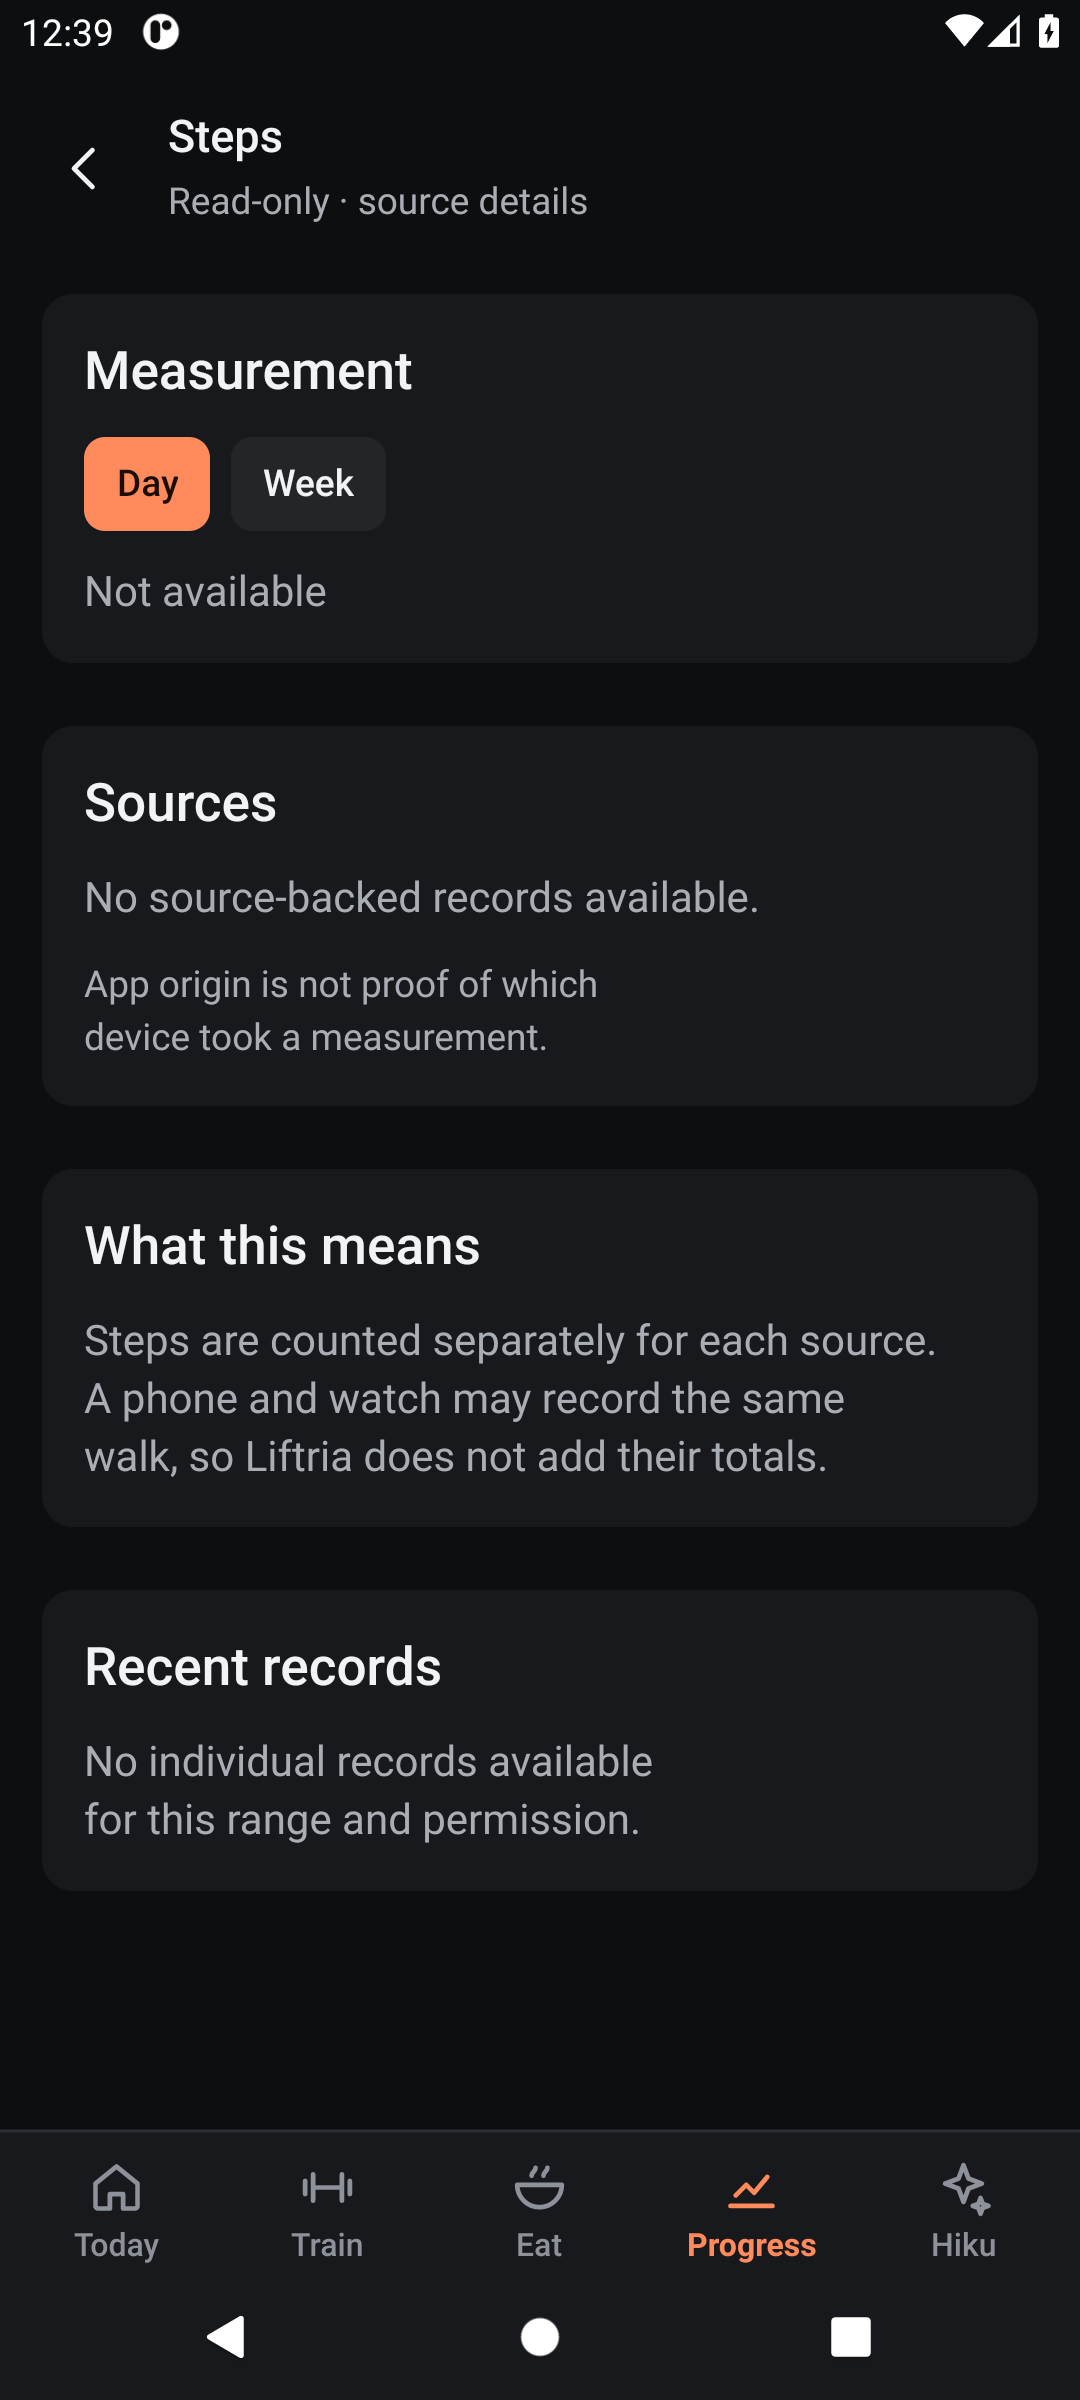 12:39
Steps
Read-only · source details
Measurement
Day
Week
Not available
Sources
No source-backed records available.
App origin is not proof of which
device took a measurement.
What this means
Steps are counted separately for each source.
A phone and watch may record the same
walk, so Liftria does not add their totals.
Recent records
No individual records available
for this range and permission.
Today
Train
Eat
Progress
Hiku